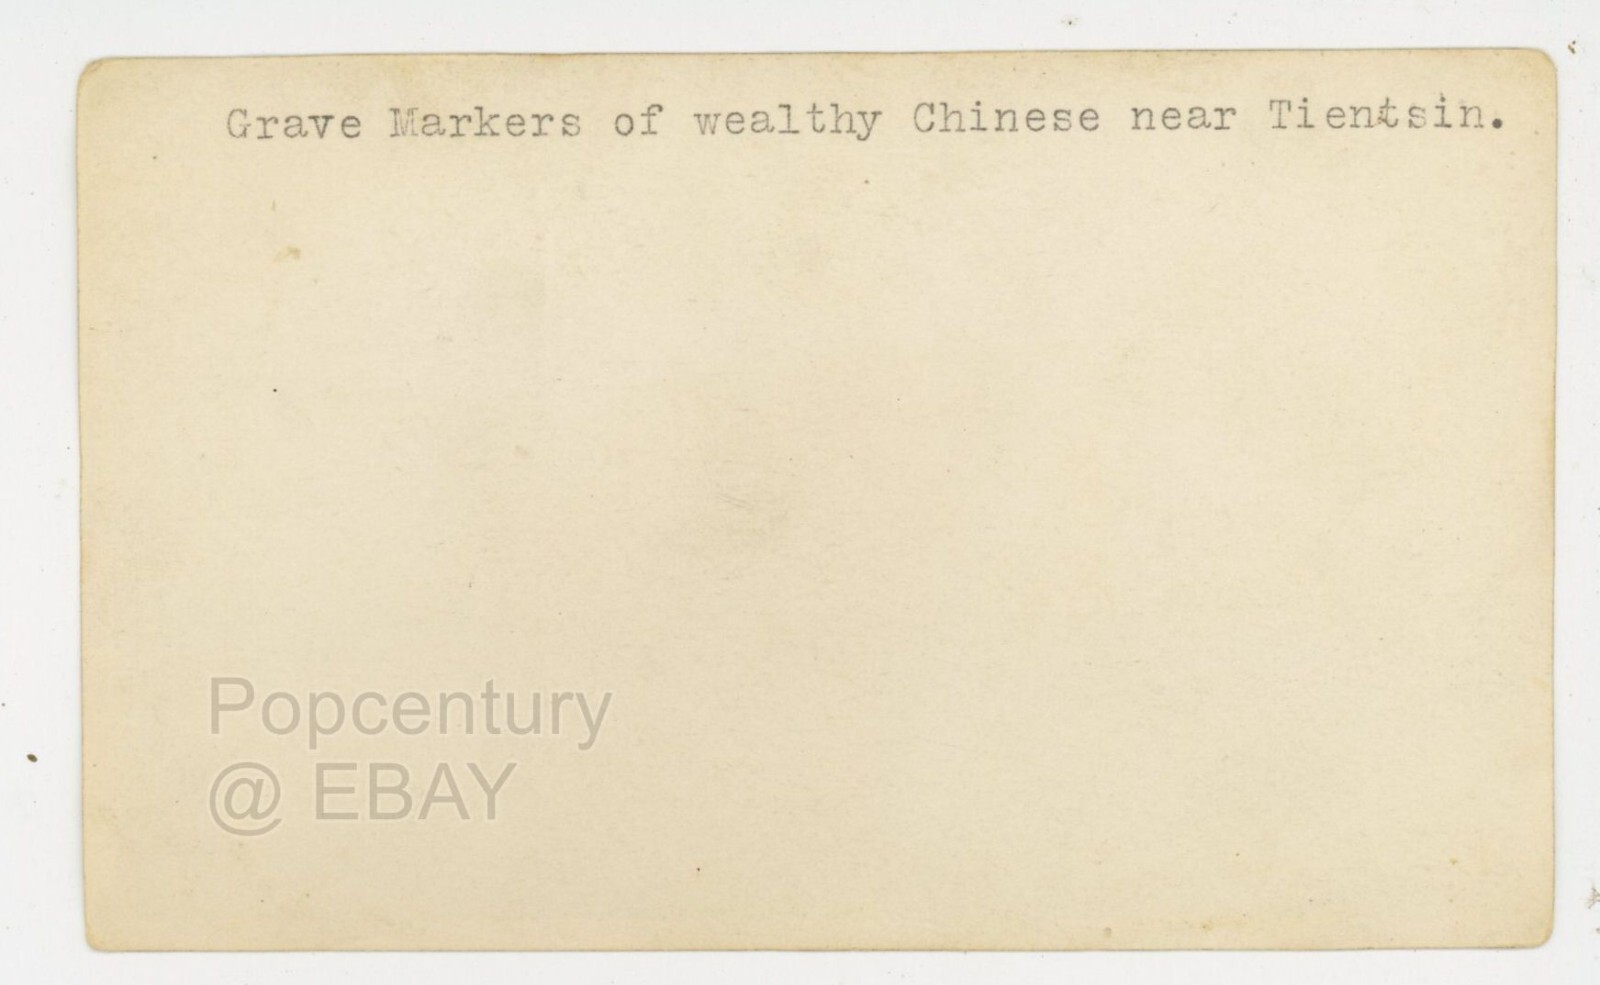 Grave Markers of wealthy Chinese near Tientsin.
Popcentury
@ EBAY